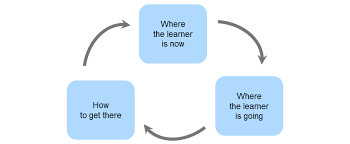 Where
the learner
is now
Where
the learner
is going
How
to get there